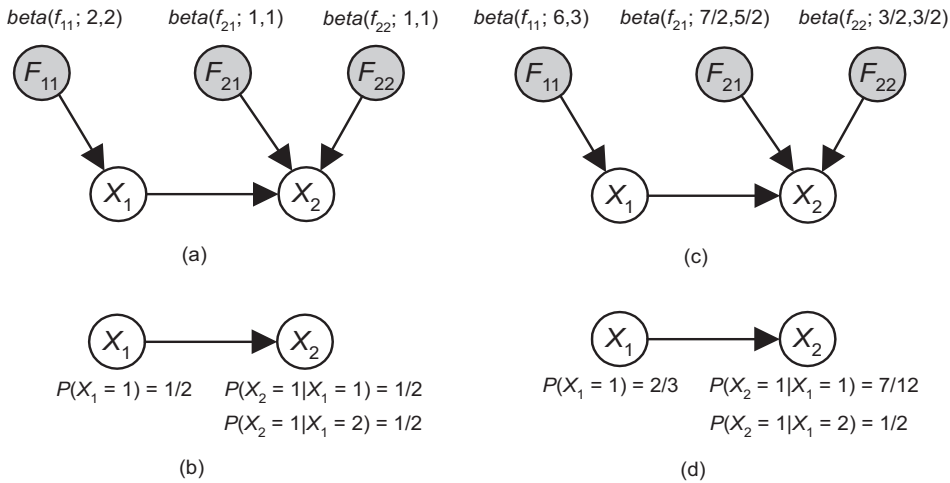 beta(f11; 2,2) beta(f21; 1,1) beta(f22; 1,1)
F11 F21 F22
X1 X2
(a)
X1 X2
P(X1 = 1) = 1/2 P(X2 = 1|X1 = 1) = 1/2
P(X2 = 1|X1 = 2) = 1/2
(b)
beta(f11; 6,3) beta(f21; 7/2,5/2) beta(f22; 3/2,3/2)
F11 F21 F22
X1 X2
(c)
X1 X2
P(X1 = 1) = 2/3 P(X2 = 1|X1 = 1) = 7/12
P(X2 = 1|X1 = 2) = 1/2
(d)